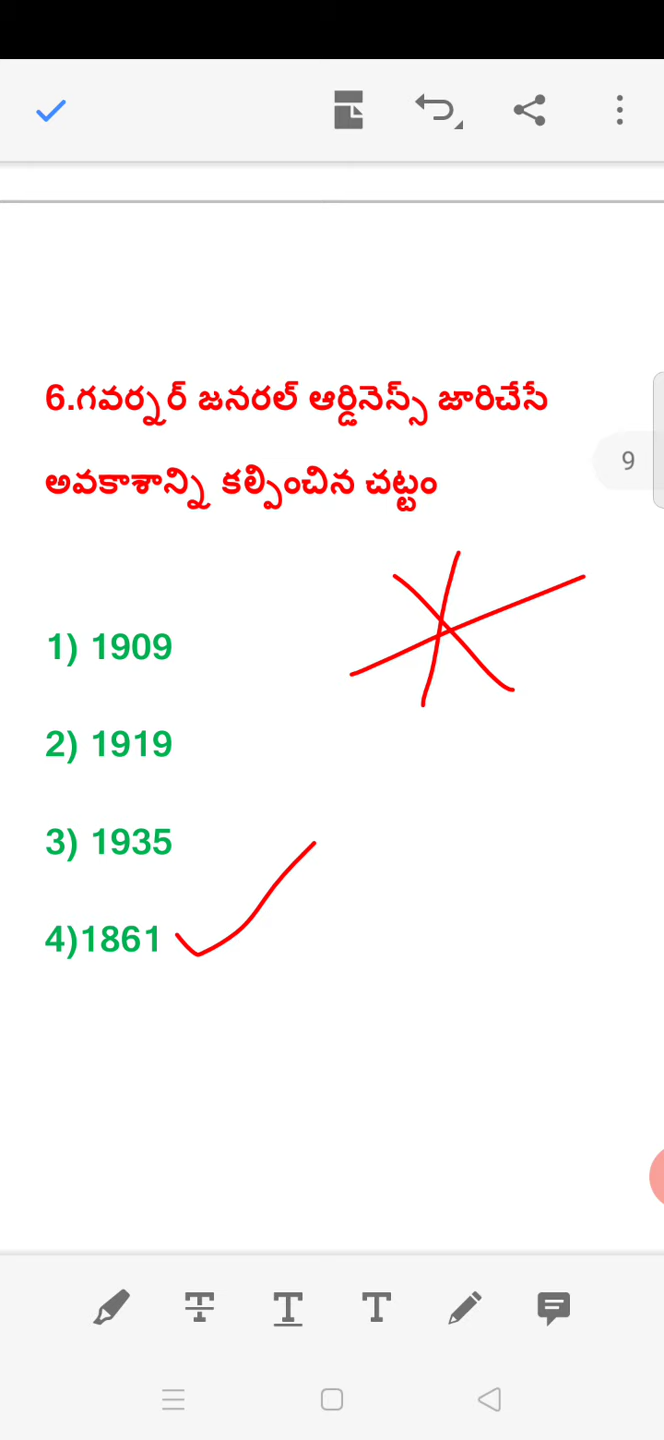 6.గవర్నర్ జనరల్ ఆర్డినెన్స్ జారిచేసే
9
అవకాశాన్ని కల్పించిన చట్టం
1) 1909
2) 1919
3) 1935
4)1861